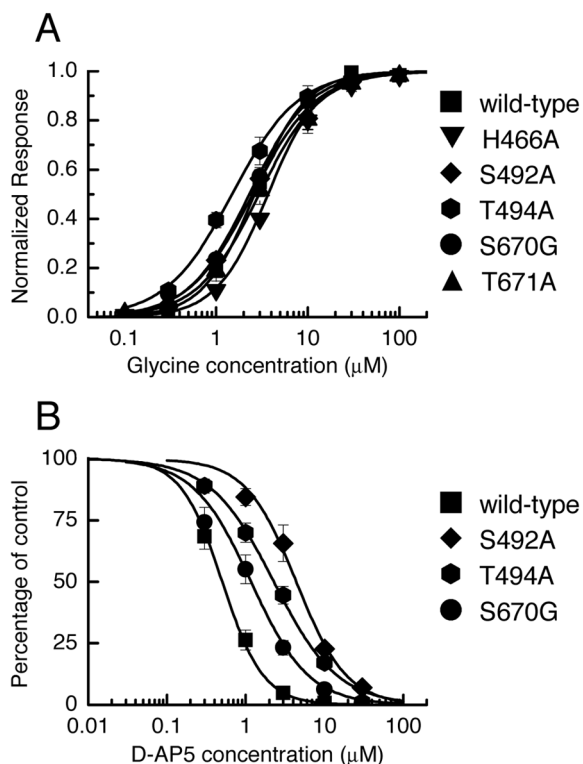 A
Normalized Response
1.0
0.8
0.6
0.4
0.2
0.0
0.1 1 10 100
Glycine concentration (μM)
wild-type
H466A
S492A
T494A
S670G
T671A
B
Percentage of control
100
75
50
25
0
0.01 0.1 1 10 100
D-AP5 concentration (μM)
wild-type
S492A
T494A
S670G